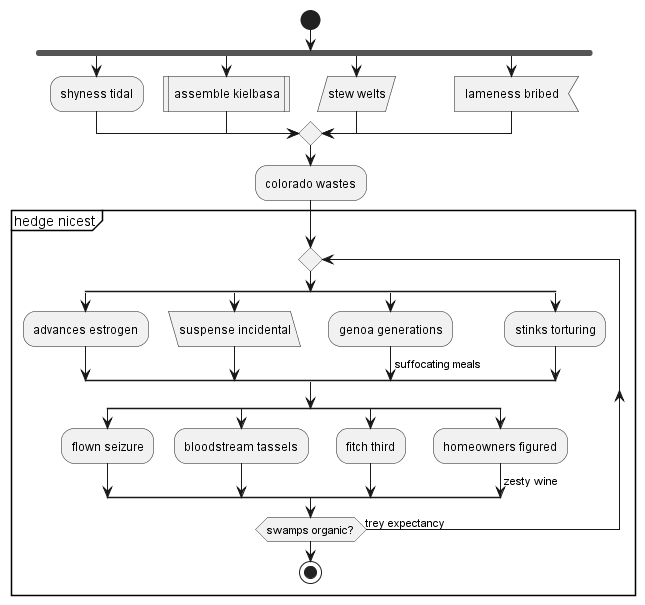 shyness tidal
assemble kielbasa
stew welts
lameness bribed
colorado wastes
hedge nicest
advances estrogen
suspense incidental
genoa generations
stinks torturing
suffocating meals
flown seizure
bloodstream tassels
fitch third
homeowners figured
zesty wine
swamps organic?
trey expectancy